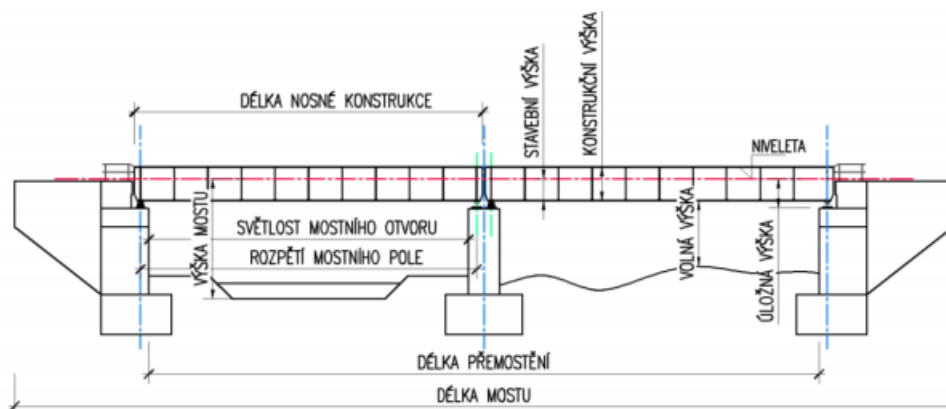 DÉLKA NOSNÉ KONSTRUKCE
STAVEBNÍ VÝŠKA
KONSTRUKČNÍ VÝŠKA
NIVELETA
VÝŠKA MOSTU
SVĚTLOST MOSTNÍHO OTVORU
ROZPĚTÍ MOSTNÍHO POLE
VOLNÁ VÝŠKA
ÚLOŽNÁ VÝŠKA
DÉLKA PŘEMOSTĚNÍ
DÉLKA MOSTU